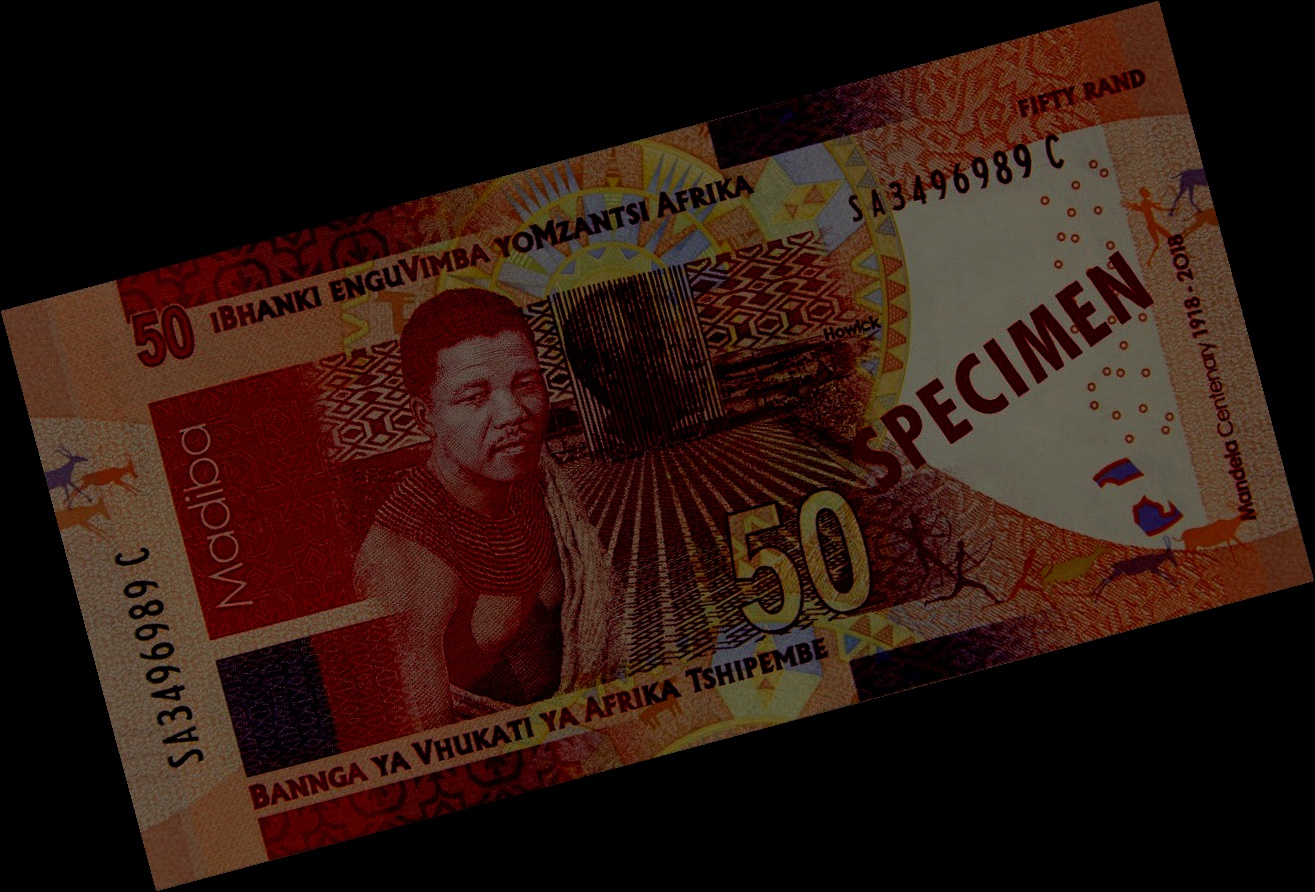 FIFTY RAND
50 IBHANKI ENGUVIMBA YOMZANTSI AFRIKA
SA3496989 C
Howick
SPECIMEN
Mandela Centenary 1918 - 2018
Madiba
SA3496989 C
50
BANNGA YA VHUKATI YA AFRIKA TSHIPEMBE